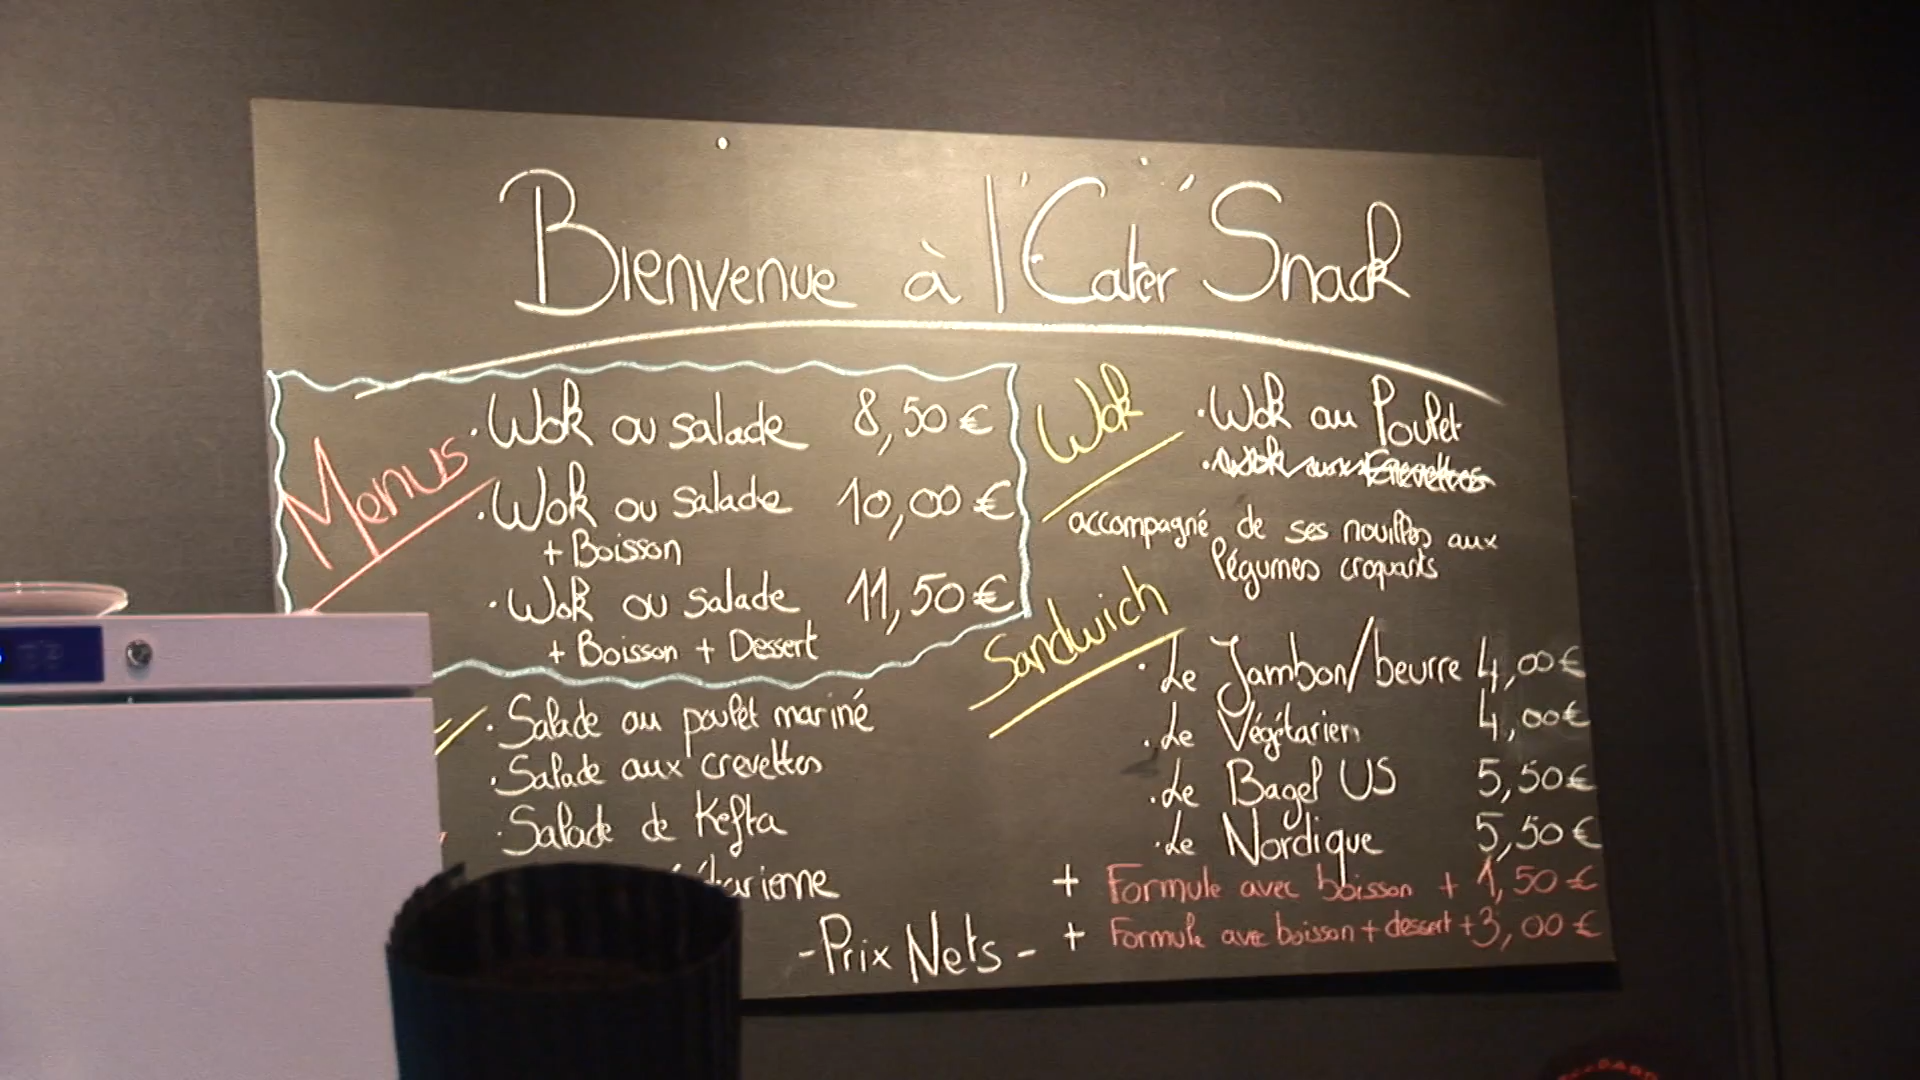 Bienvenue à l'Eater' Snack
Menus
· Wok ou salade 8,50 €
· Wok ou salade 10,00 €
+ Boisson
· Wok ou salade 11,50 €
+ Boisson + Dessert
· Salade au poulet mariné
· Salade aux crevettes
· Salade de Kefta
- Prix Nets -
Wok
· Wok au Poulet
· Wok aux Crevettes
accompagné de ses nouilles aux
légumes croquants
Sandwich
· Le Jambon/beurre 4,00 €
· Le Végétarien 4,00 €
· Le Bagel US 5,50 €
· Le Nordique 5,50 €
+ Formule avec boisson + 1,50 €
+ Formule avec boisson + dessert + 3,00 €